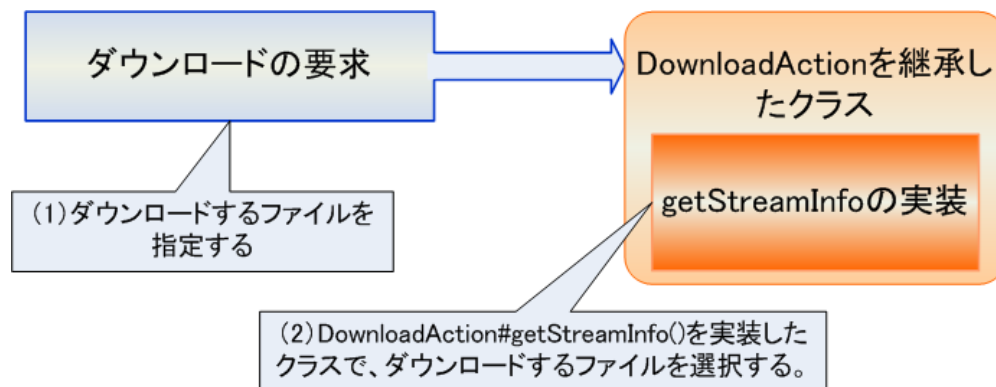 ダウンロードの要求
DownloadActionを継承し
たクラス
getStreamInfoの実装
(1)ダウンロードするファイルを
指定する
(2)DownloadAction#getStreamInfo()を実装した
クラスで、ダウンロードするファイルを選択する。